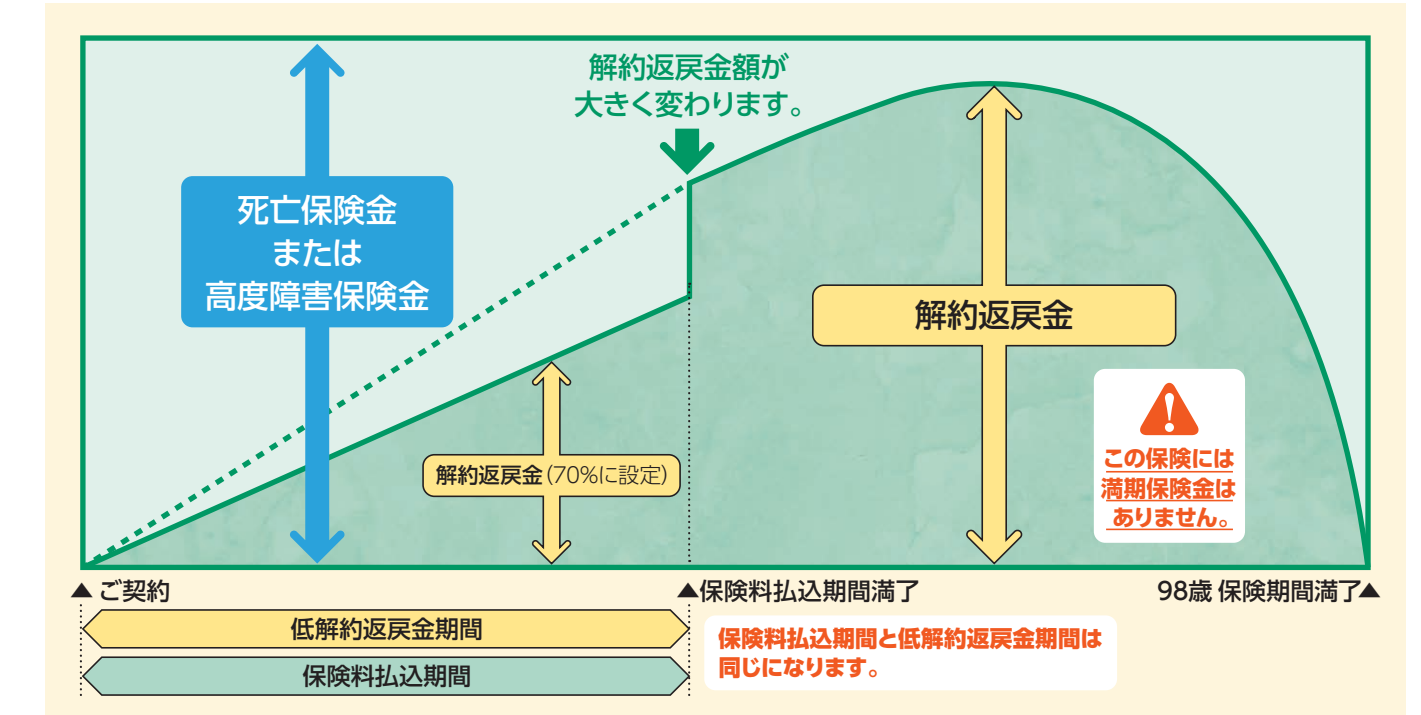 解約返戻金額が
大きく変わります。
死亡保険金
または
高度障害保険金
解約返戻金
解約返戻金(70%に設定)
この保険には
満期保険金は
ありません。
▲ご契約
▲保険料払込期間満了
98歳 保険期間満了▲
低解約返戻金期間
保険料払込期間
保険料払込期間と低解約返戻金期間は
同じになります。